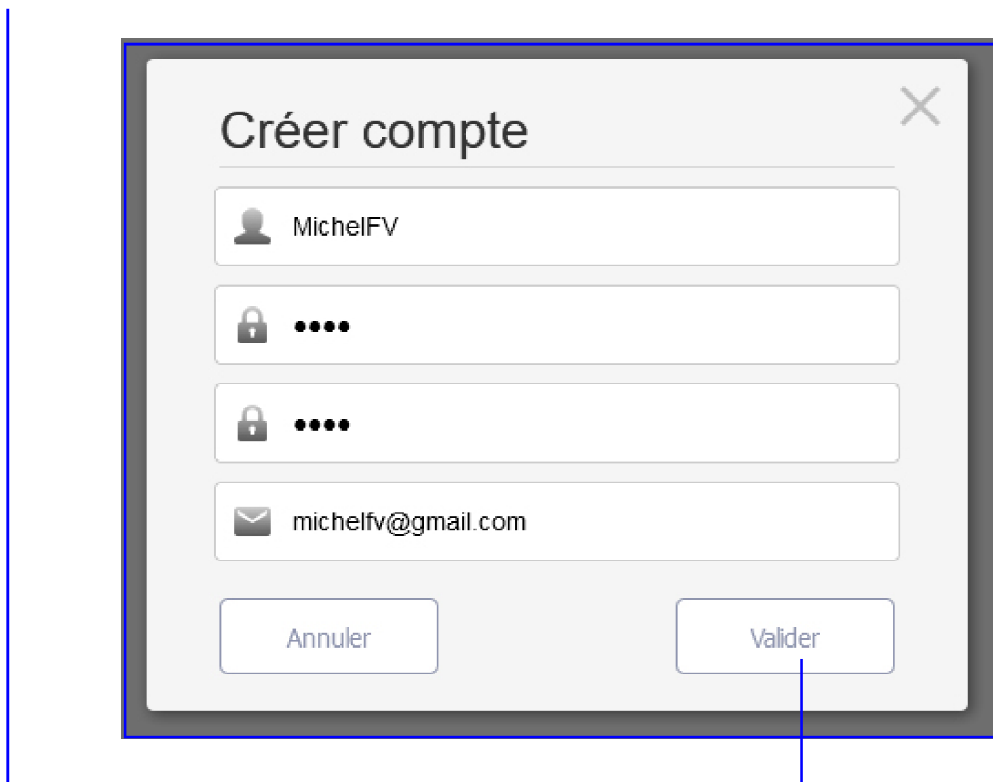 Créer compte
MichelFV
••••
••••
michelfv@gmail.com
Annuler
Valider